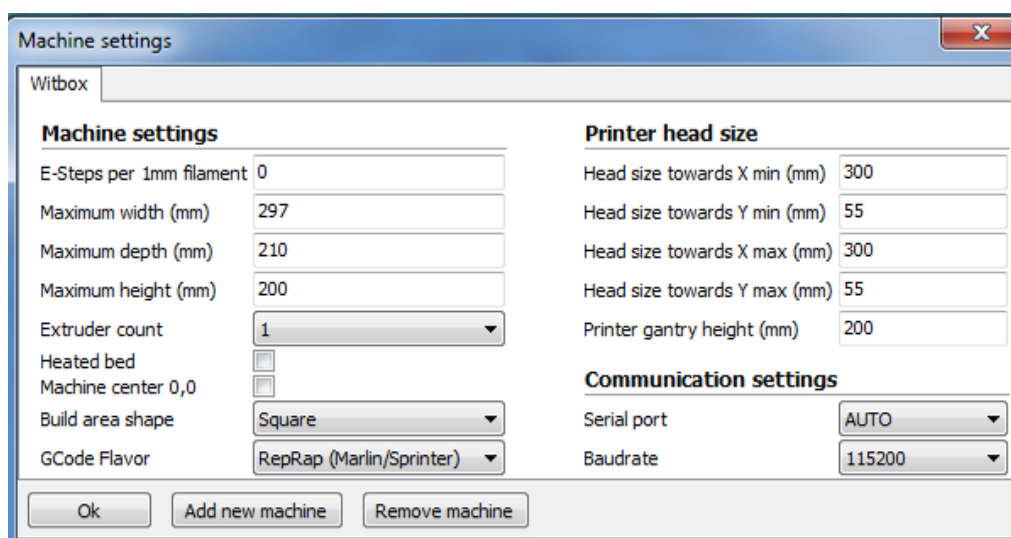 Machine settings
Witbox
Machine settings
E-Steps per 1mm filament 0
Maximum width (mm) 297
Maximum depth (mm) 210
Maximum height (mm) 200
Extruder count 1
Heated bed
Machine center 0,0
Build area shape Square
GCode Flavor RepRap (Marlin/Sprinter)
Printer head size
Head size towards X min (mm) 300
Head size towards Y min (mm) 55
Head size towards X max (mm) 300
Head size towards Y max (mm) 55
Printer gantry height (mm) 200
Communication settings
Serial port AUTO
Baudrate 115200
Ok Add new machine Remove machine